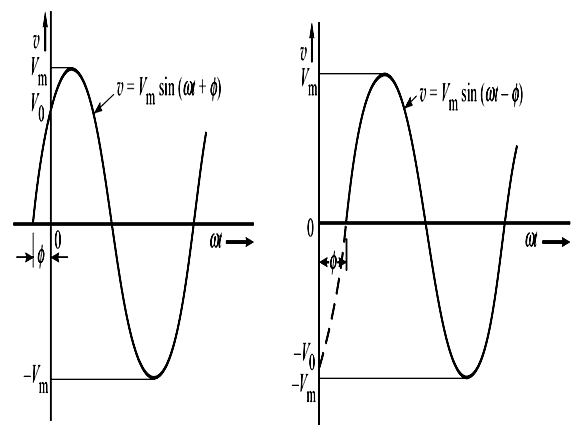 v
V_m
V_0
v = V_m sin (ωt + ϕ)
0
ωt
ϕ
–V_m
v
V_m
v = V_m sin (ωt – ϕ)
0
ωt
ϕ
–V_0
–V_m